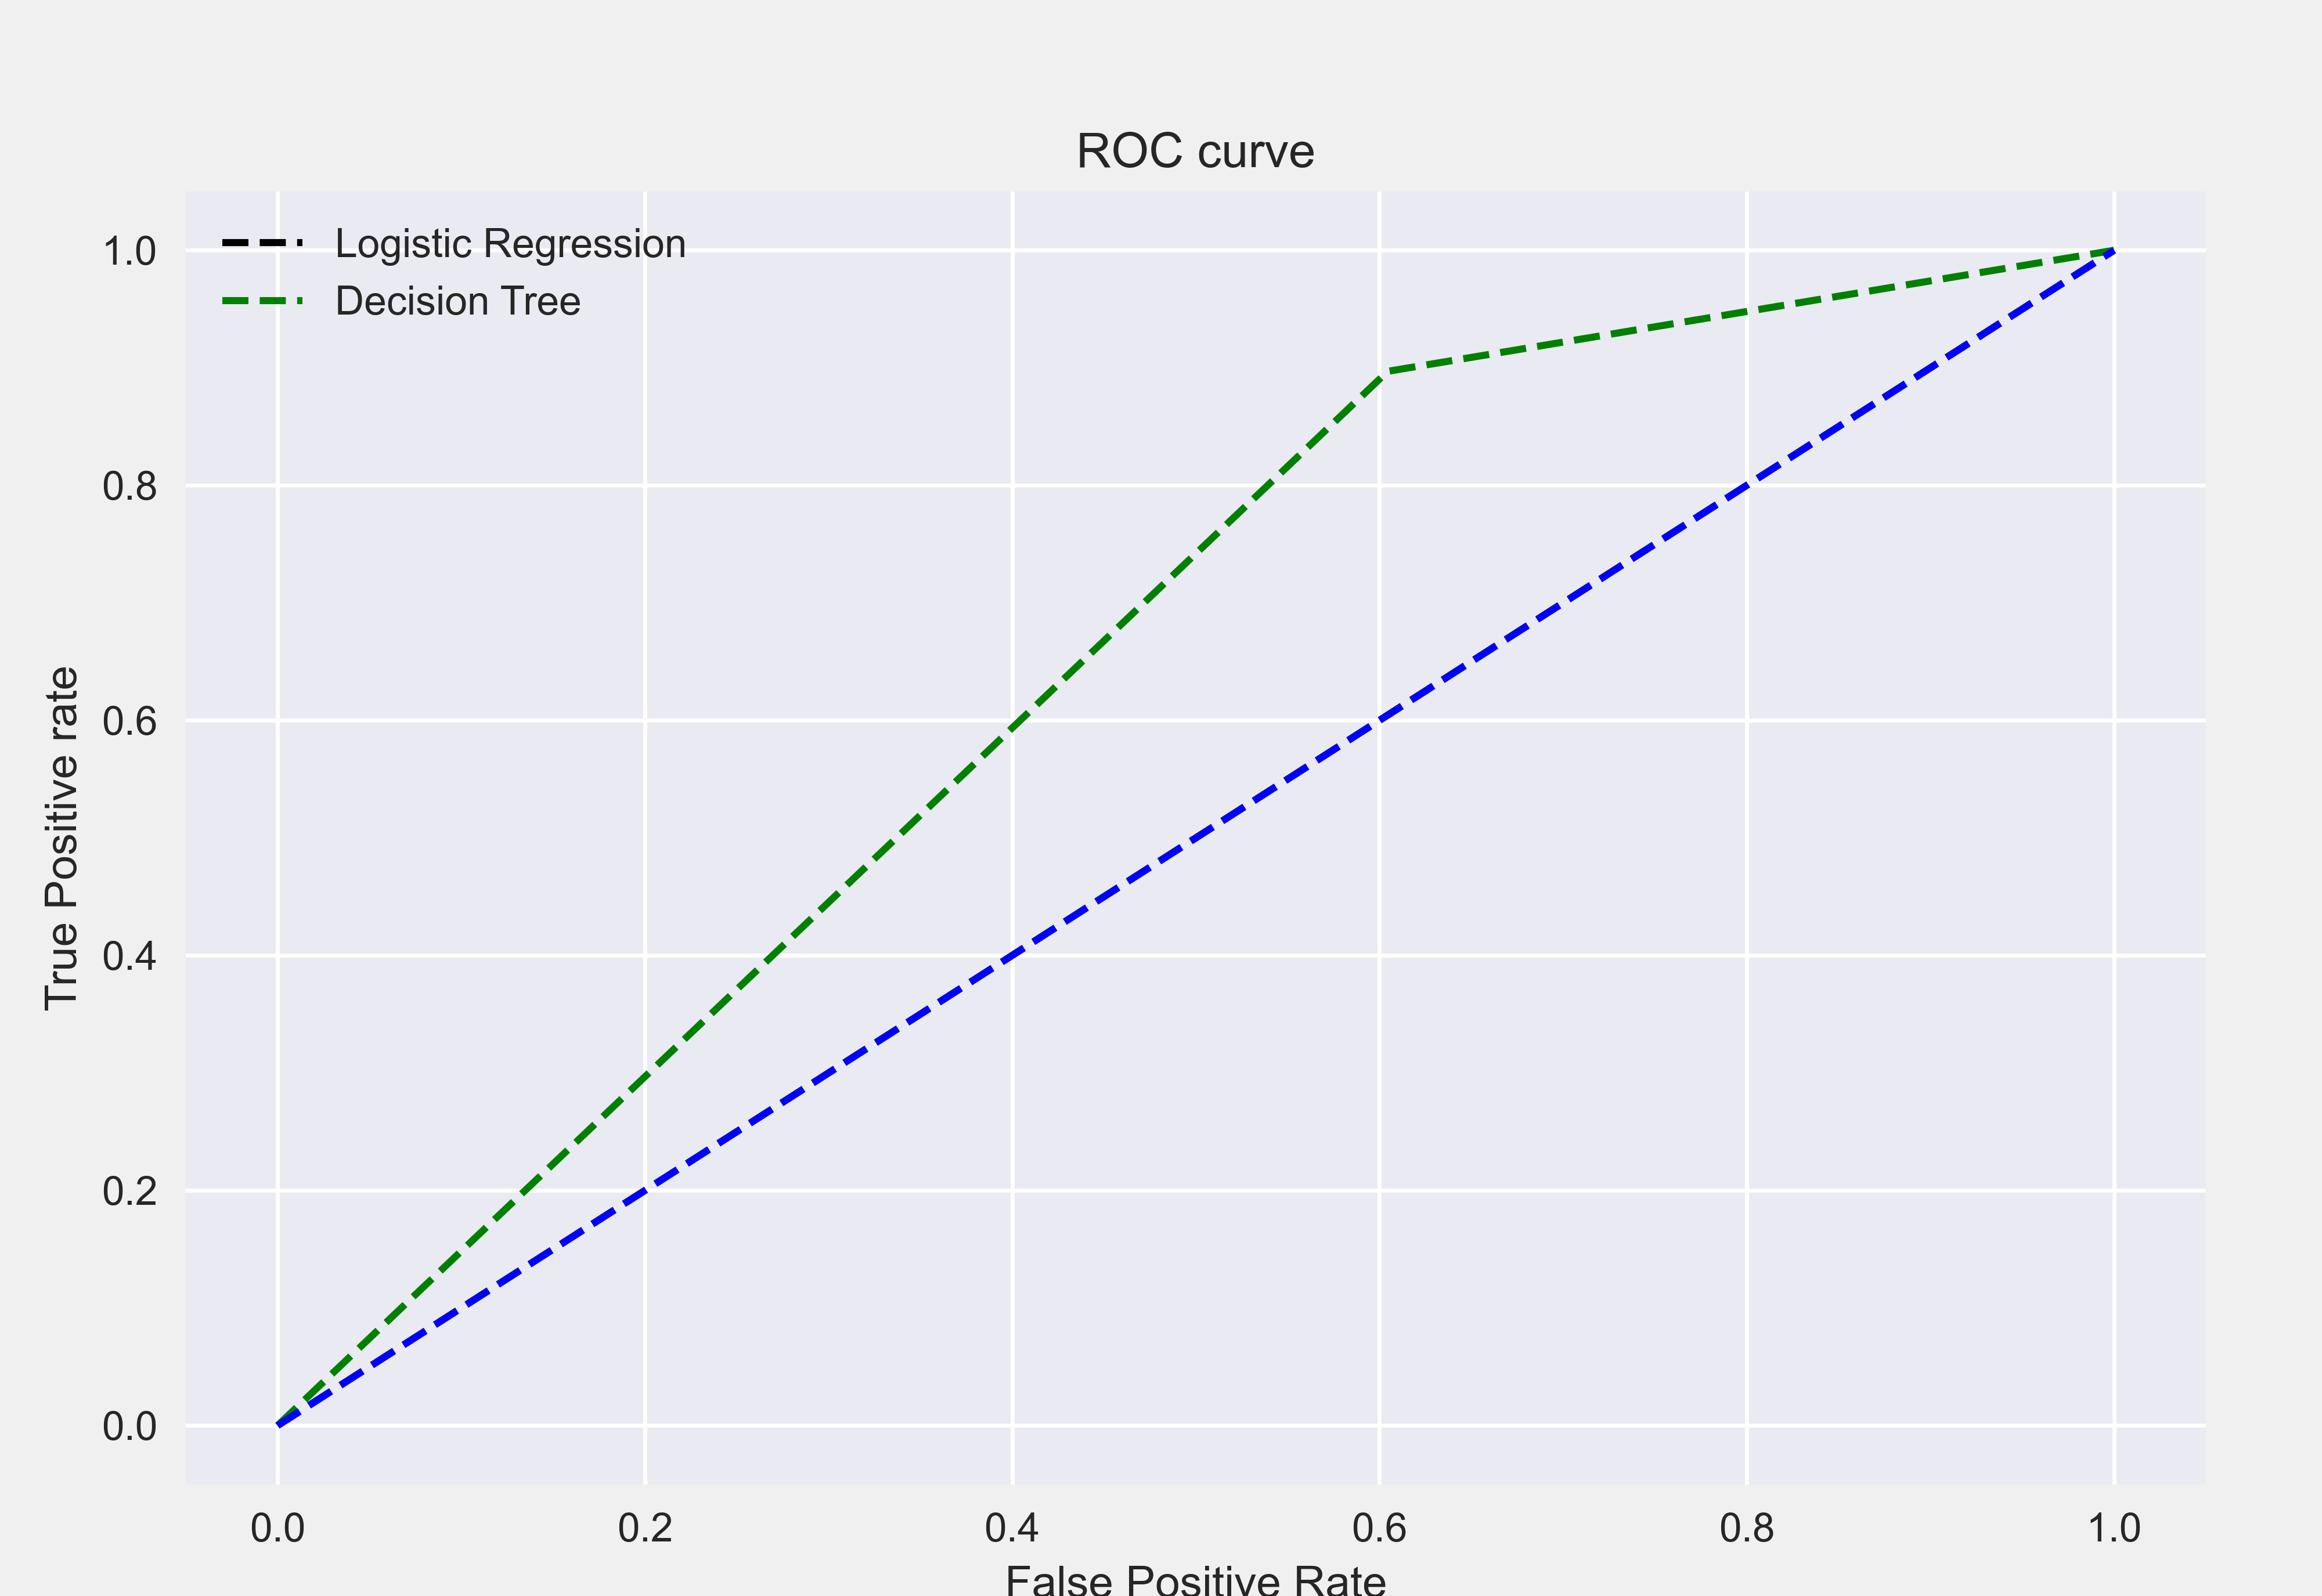 ROC curve
Logistic Regression
Decision Tree
True Positive rate
1.0
0.8
0.6
0.4
0.2
0.0
0.0 0.2 0.4 0.6 0.8 1.0
False Positive Rate